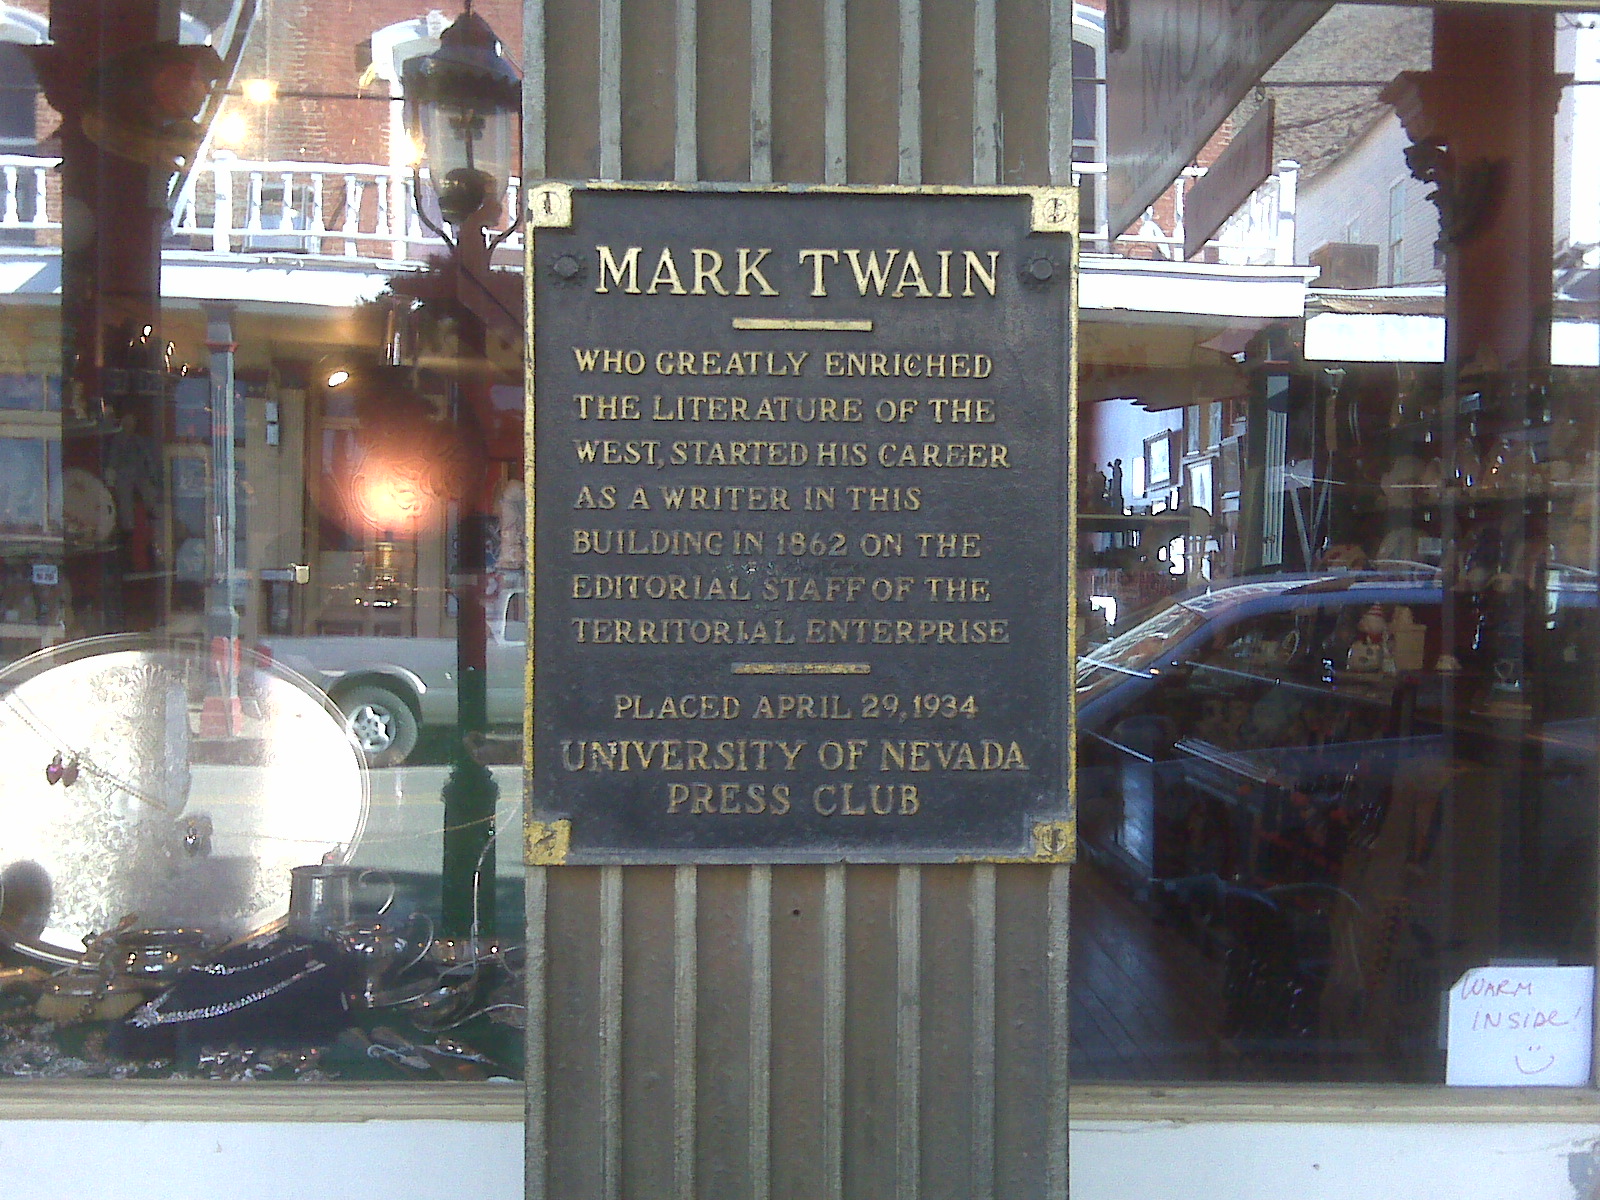 MARK TWAIN
WHO GREATLY ENRICHED
THE LITERATURE OF THE
WEST, STARTED HIS CAREER
AS A WRITER IN THIS
BUILDING IN 1862 ON THE
EDITORIAL STAFF OF THE
TERRITORIAL ENTERPRISE
PLACED APRIL 29, 1934
UNIVERSITY OF NEVADA
PRESS CLUB
WARM
INSIDE!